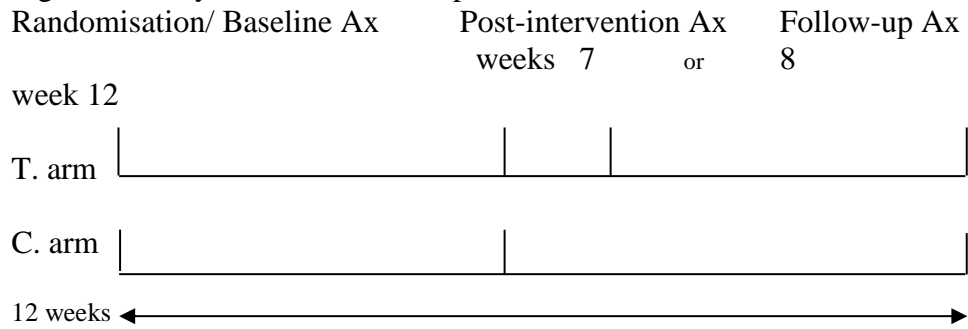 Randomisation/ Baseline Ax Post-intervention Ax Follow-up Ax
weeks 7 or 8
week 12
T. arm
C. arm
12 weeks